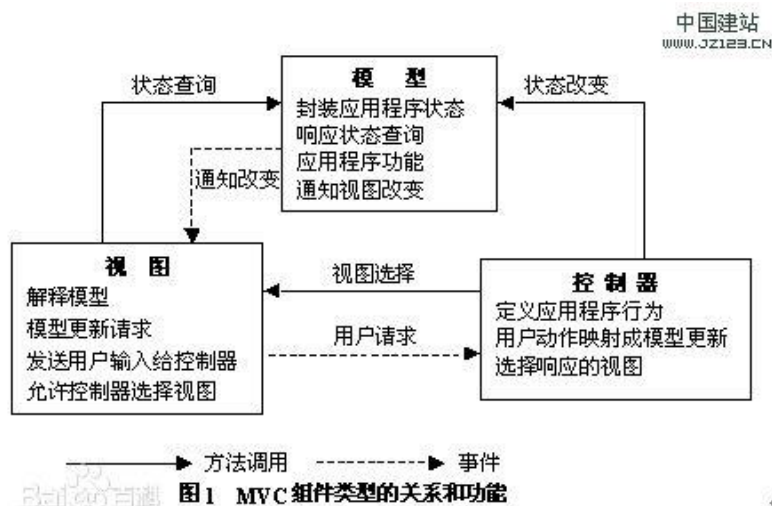 中国建站
www.JZ123.CN
状态查询
模 型
状态改变
封装应用程序状态
响应状态查询
应用程序功能
通知视图改变
通知改变
视 图
解释模型
模型更新请求
发送用户输入给控制器
允许控制器选择视图
视图选择
用户请求
控 制 器
定义应用程序行为
用户动作映射成模型更新
选择响应的视图
方法调用
事件
Baidu百科
图1 MVC组件类型的关系和功能